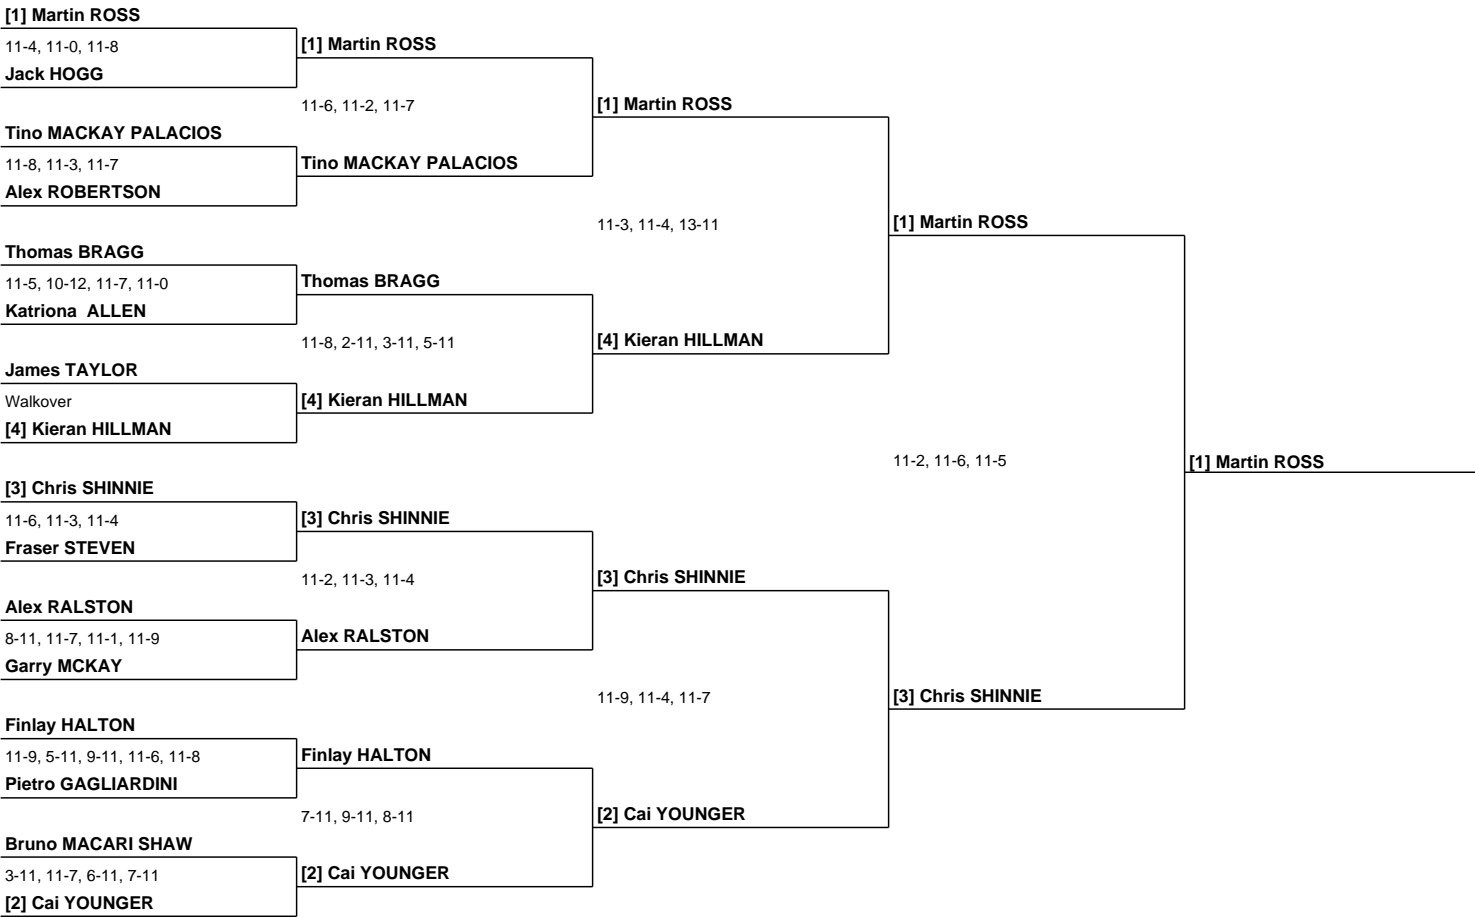 [1] Martin ROSS
11-4, 11-0, 11-8
Jack HOGG
Tino MACKAY PALACIOS
11-8, 11-3, 11-7
Alex ROBERTSON
Thomas BRAGG
11-5, 10-12, 11-7, 11-0
Katriona  ALLEN
James TAYLOR
Walkover
[4] Kieran HILLMAN
[3] Chris SHINNIE
11-6, 11-3, 11-4
Fraser STEVEN
Alex RALSTON
8-11, 11-7, 11-1, 11-9
Garry MCKAY
Finlay HALTON
11-9, 5-11, 9-11, 11-6, 11-8
Pietro GAGLIARDINI
Bruno MACARI SHAW
3-11, 11-7, 6-11, 7-11
[2] Cai YOUNGER
[1] Martin ROSS
11-6, 11-2, 11-7
Tino MACKAY PALACIOS
Thomas BRAGG
11-8, 2-11, 3-11, 5-11
[4] Kieran HILLMAN
[3] Chris SHINNIE
11-2, 11-3, 11-4
Alex RALSTON
Finlay HALTON
7-11, 9-11, 8-11
[2] Cai YOUNGER
[1] Martin ROSS
11-3, 11-4, 13-11
[4] Kieran HILLMAN
[3] Chris SHINNIE
11-9, 11-4, 11-7
[2] Cai YOUNGER
[1] Martin ROSS
11-2, 11-6, 11-5
[3] Chris SHINNIE
[1] Martin ROSS